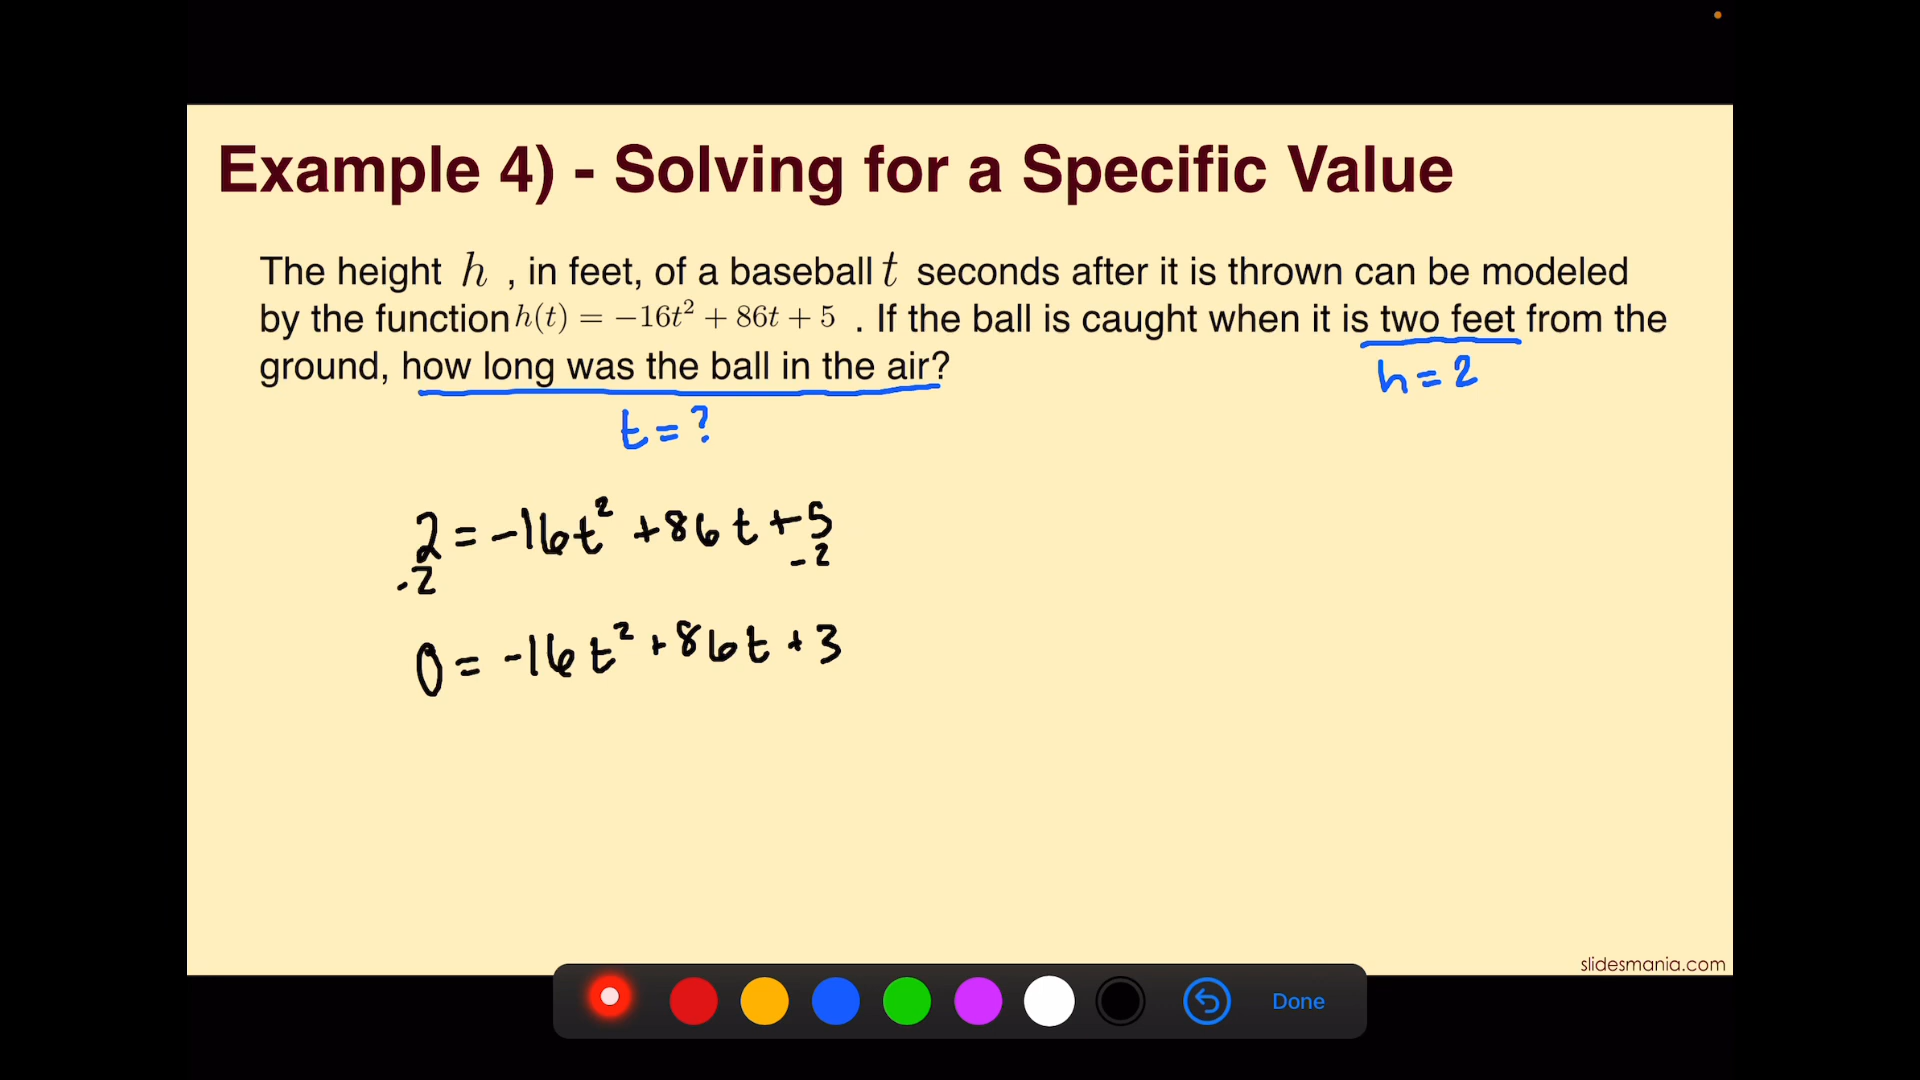 Example 4) - Solving for a Specific Value
The height h , in feet, of a baseball t seconds after it is thrown can be modeled
by the function h(t) = −16t² + 86t + 5 . If the ball is caught when it is two feet from the
ground, how long was the ball in the air?
h = 2
t = ?
2 = -16t² +86t +5
-2 -2
0 = -16t² +86t +3
slidesmania.com
Done